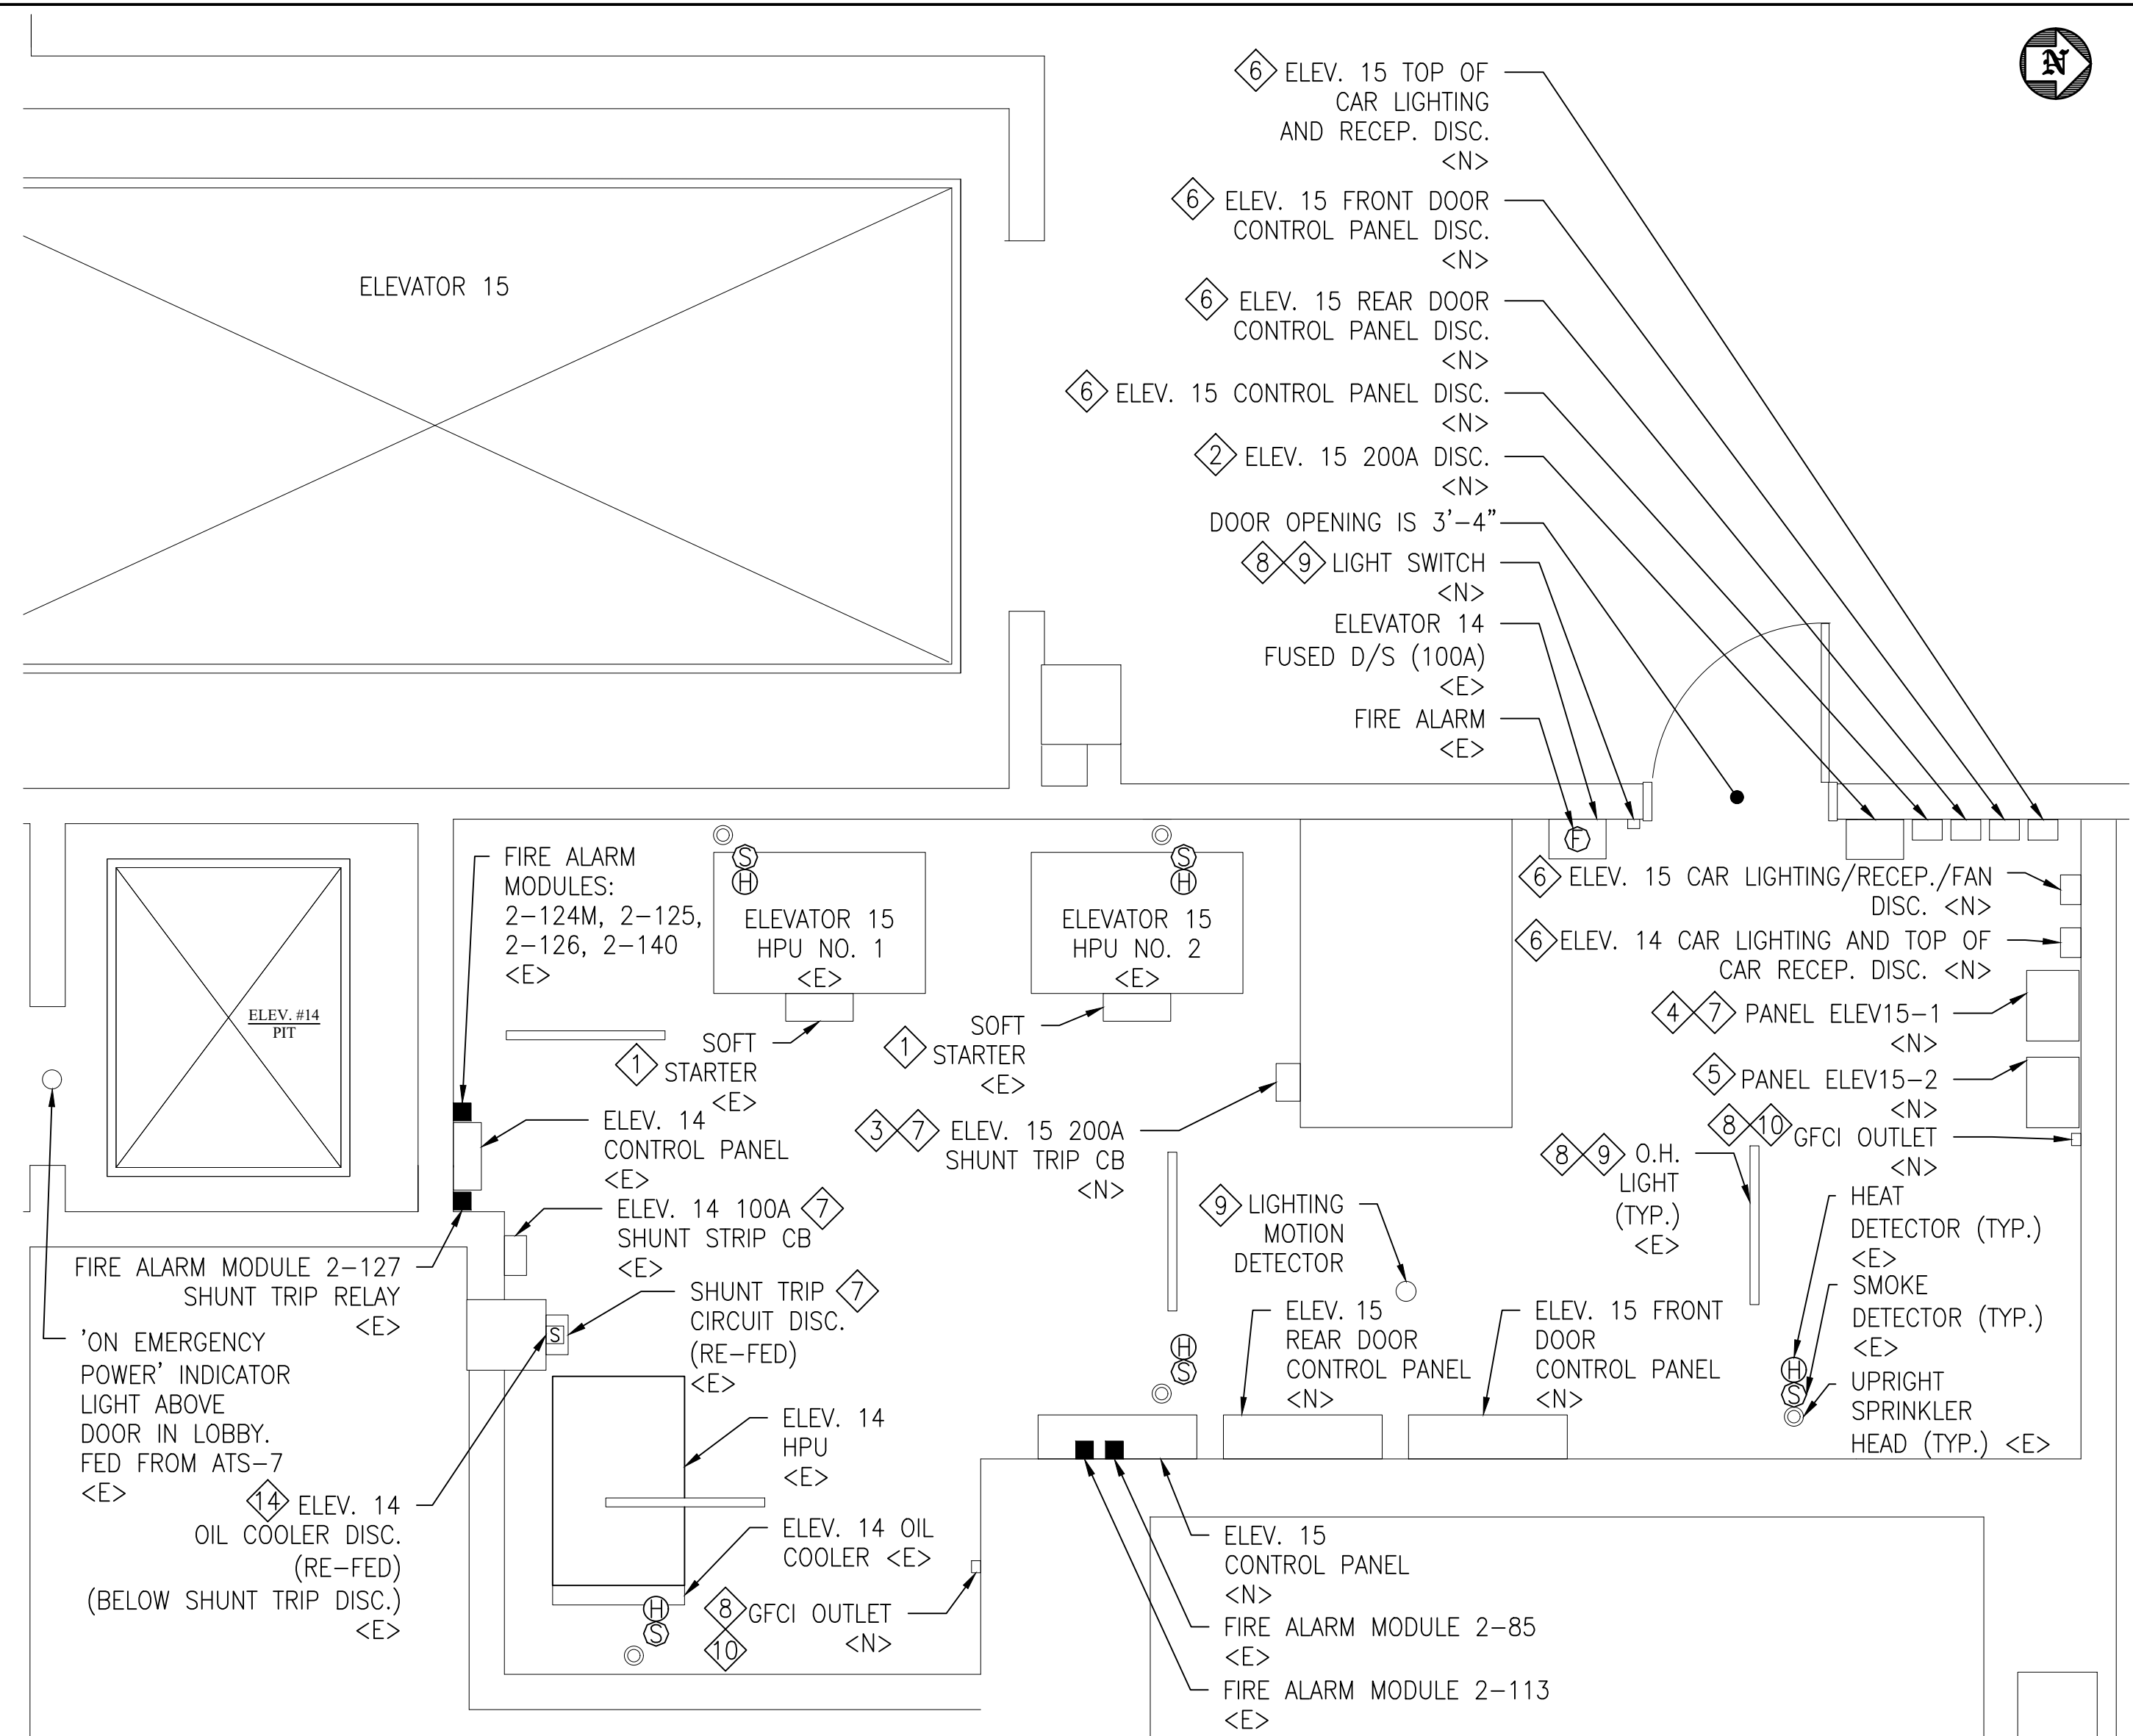 N
6 ELEV. 15 TOP OF
CAR LIGHTING
AND RECEP. DISC.
<N>
6 ELEV. 15 FRONT DOOR
CONTROL PANEL DISC.
<N>
6 ELEV. 15 REAR DOOR
CONTROL PANEL DISC.
<N>
6 ELEV. 15 CONTROL PANEL DISC.
<N>
2 ELEV. 15 200A DISC.
<N>
DOOR OPENING IS 3'-4"
8 9 LIGHT SWITCH
<N>
ELEVATOR 14
FUSED D/S (100A)
<E>
FIRE ALARM
<E>
ELEVATOR 15
F
FIRE ALARM
MODULES:
2-124M, 2-125,
2-126, 2-140
<E>
S
H
ELEVATOR 15
HPU NO. 1
<E>
S
H
ELEVATOR 15
HPU NO. 2
<E>
6 ELEV. 15 CAR LIGHTING/RECEP./FAN
DISC. <N>
6 ELEV. 14 CAR LIGHTING AND TOP OF
CAR RECEP. DISC. <N>
4 7 PANEL ELEV15-1
<N>
5 PANEL ELEV15-2
<N>
8 10 GFCI OUTLET
<N>
ELEV. #14
PIT
SOFT
1 STARTER
<E>
SOFT
1 STARTER
<E>
ELEV. 14
CONTROL PANEL
<E>
3 7 ELEV. 15 200A
SHUNT TRIP CB
<N>
8 9 O.H.
LIGHT
(TYP.)
<E>
HEAT
DETECTOR (TYP.)
<E>
SMOKE
DETECTOR (TYP.)
<E>
H
S
UPRIGHT
SPRINKLER
HEAD (TYP.) <E>
ELEV. 14 100A 7
SHUNT STRIP CB
<E>
9 LIGHTING
MOTION
DETECTOR
FIRE ALARM MODULE 2-127
SHUNT TRIP RELAY
<E>
SHUNT TRIP 7
CIRCUIT DISC.
(RE-FED)
<E>
S
ELEV. 15
REAR DOOR
CONTROL PANEL
<N>
ELEV. 15 FRONT
DOOR
CONTROL PANEL
<N>
H
S
'ON EMERGENCY
POWER' INDICATOR
LIGHT ABOVE
DOOR IN LOBBY.
FED FROM ATS-7
<E>
ELEV. 14
HPU
<E>
14 ELEV. 14
OIL COOLER DISC.
(RE-FED)
(BELOW SHUNT TRIP DISC.)
<E>
ELEV. 14 OIL
COOLER <E>
H
S
8 GFCI OUTLET
10 <N>
ELEV. 15
CONTROL PANEL
<N>
FIRE ALARM MODULE 2-85
<E>
FIRE ALARM MODULE 2-113
<E>